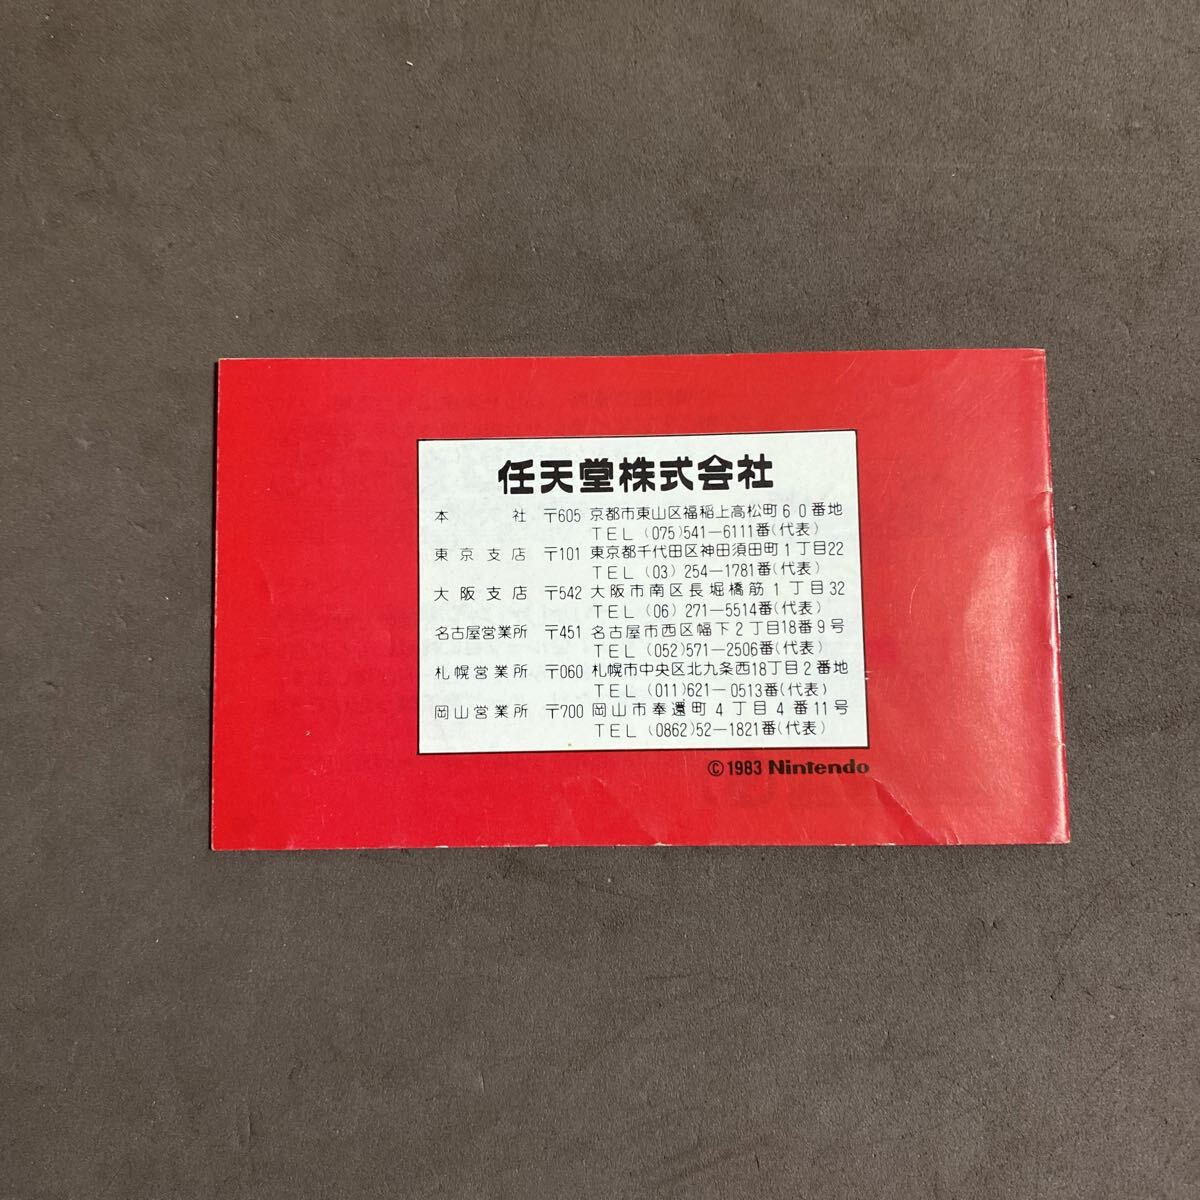 任天堂株式会社
本社 〒605 京都市東山区福稲上高松町60番地
TEL (075)541-6111番(代表)
東京支店 〒101 東京都千代田区神田須田町1丁目22
TEL (03) 254-1781番(代表)
大阪支店 〒542 大阪市南区長堀橋筋1丁目32
TEL (06) 271-5514番(代表)
名古屋営業所 〒451 名古屋市西区幅下2丁目18番9号
TEL (052)571-2506番(代表)
札幌営業所 〒060 札幌市中央区北九条西18丁目2番地
TEL (011)621-0513番(代表)
岡山営業所 〒700 岡山市奉還町4丁目4番11号
TEL (0862)52-1821番(代表)
©1983 Nintendo